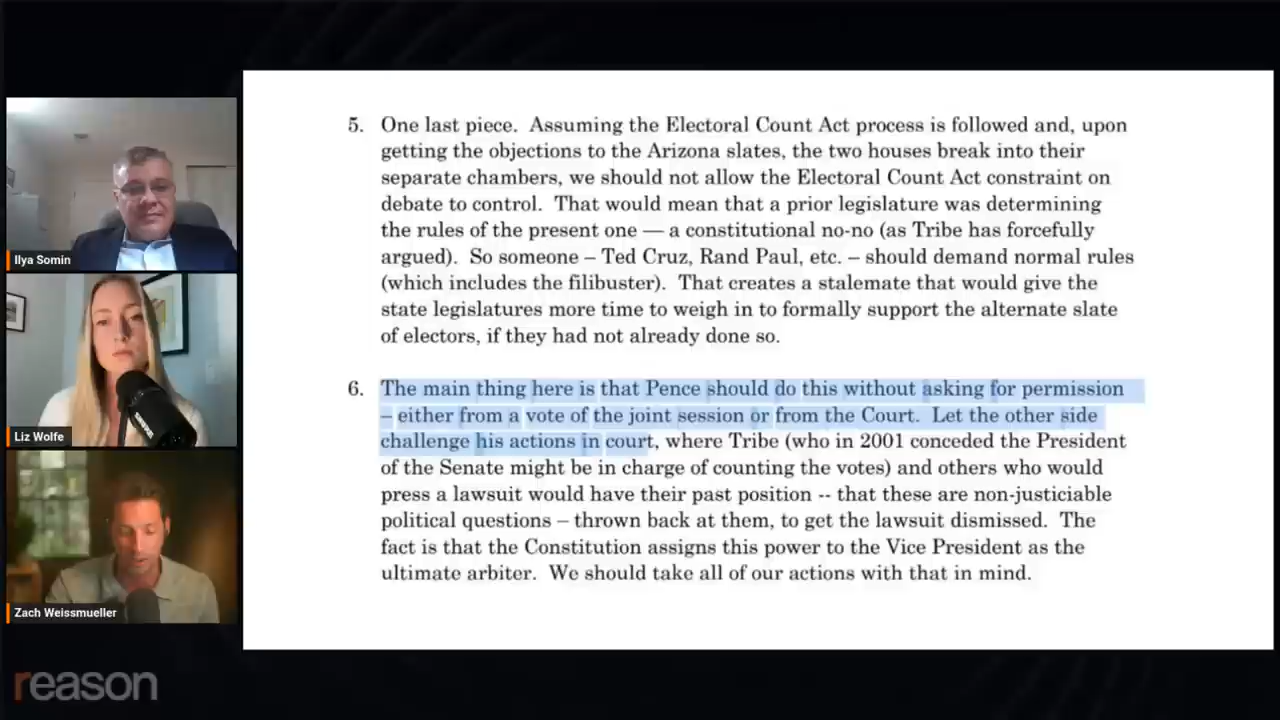 Ilya Somin
Liz Wolfe
Zach Weissmueller
reason
5. One last piece. Assuming the Electoral Count Act process is followed and, upon
getting the objections to the Arizona slates, the two houses break into their
separate chambers, we should not allow the Electoral Count Act constraint on
debate to control. That would mean that a prior legislature was determining
the rules of the present one — a constitutional no-no (as Tribe has forcefully
argued). So someone – Ted Cruz, Rand Paul, etc. – should demand normal rules
(which includes the filibuster). That creates a stalemate that would give the
state legislatures more time to weigh in to formally support the alternate slate
of electors, if they had not already done so.
6. The main thing here is that Pence should do this without asking for permission
– either from a vote of the joint session or from the Court. Let the other side
challenge his actions in court, where Tribe (who in 2001 conceded the President
of the Senate might be in charge of counting the votes) and others who would
press a lawsuit would have their past position -- that these are non-justiciable
political questions – thrown back at them, to get the lawsuit dismissed. The
fact is that the Constitution assigns this power to the Vice President as the
ultimate arbiter. We should take all of our actions with that in mind.